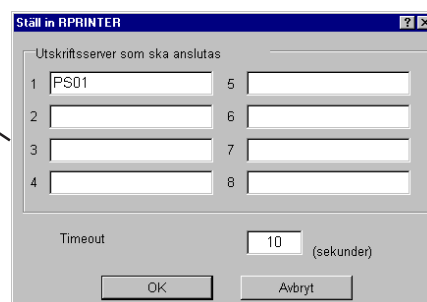 Ställ in RPRINTER
Utskriftsserver som ska anslutas
1 PS01 5
2 6
3 7
4 8
Timeout 10 (sekunder)
OK Avbryt